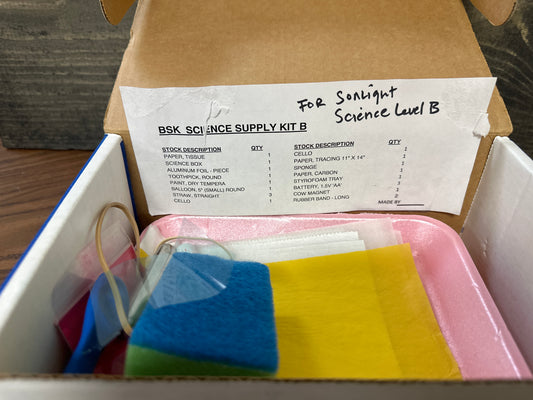 FOR Sonlight
Science Level B
BSK SCIENCE SUPPLY KIT B
STOCK DESCRIPTION QTY
PAPER, TISSUE 1
SCIENCE BOX 1
ALUMINUM FOIL - PIECE 1
TOOTHPICK, ROUND 1
PAINT, DRY TEMPERA 1
BALLOON, 5" (SMALL) ROUND 1
STRAW, STRAIGHT
CELLO 1
STOCK DESCRIPTION QTY
CELLO 1
PAPER, TRACING 11" X 14" 1
SPONGE 1
PAPER, CARBON 1
STYROFOAM TRAY 1
BATTERY, 1.5V "AA"
COW MAGNET
RUBBER BAND - LONG 2
MADE BY